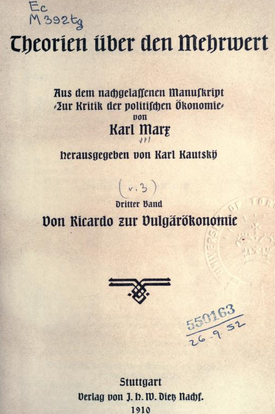 Ec
M392tg
Theorien über den Mehrwert
Aus dem nachgelassenen Manuskript
»Zur Kritik der politischen Ökonomie«
von
Karl Marx
herausgegeben von Karl Kautsky
(v.3)
Dritter Band
Von Ricardo zur Vulgärökonomie
550163
26.9.52
Stuttgart
Verlag von J. H. W. Dietz Nachf.
1910